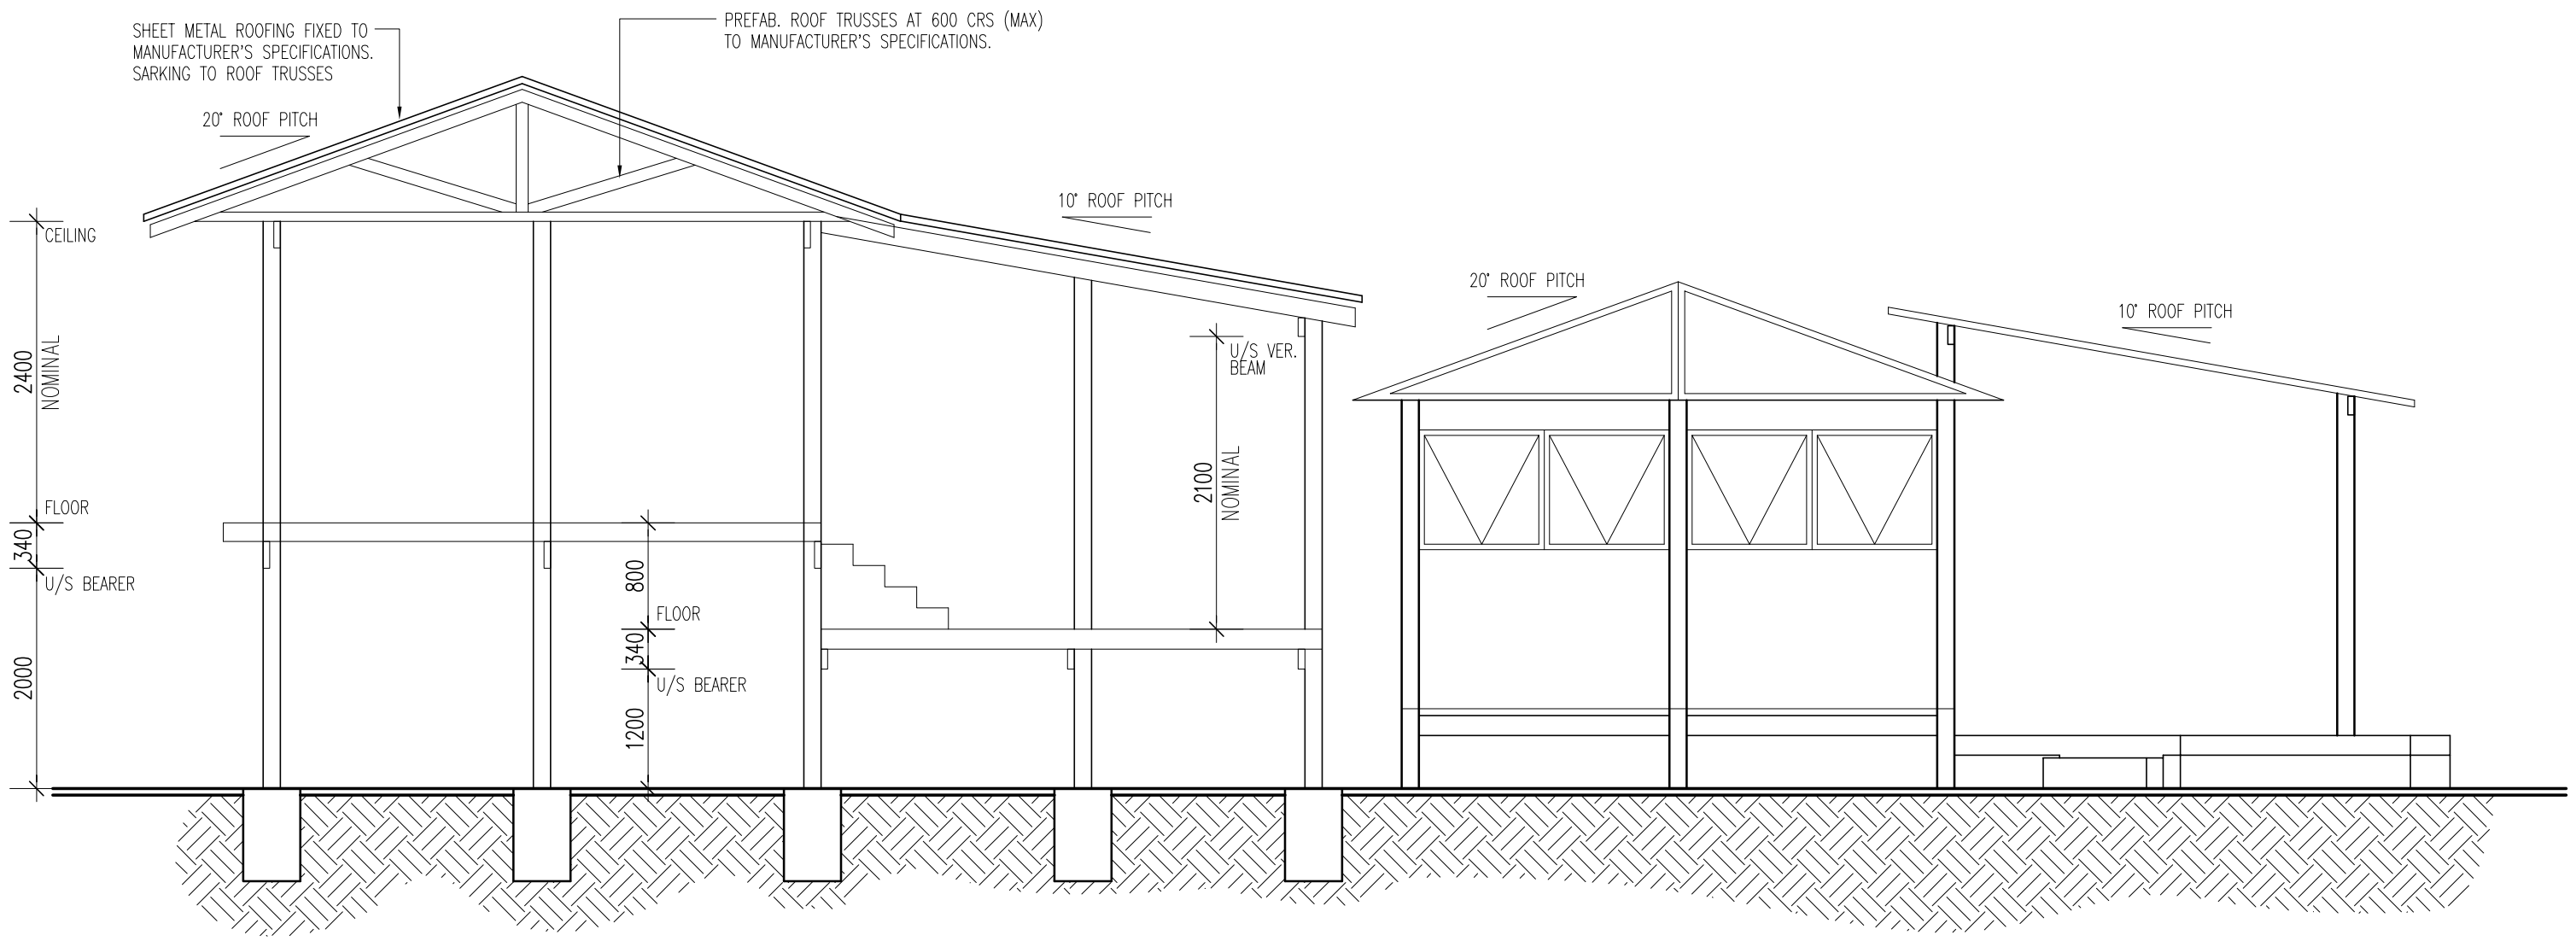 SHEET METAL ROOFING FIXED TO
MANUFACTURER'S SPECIFICATIONS.
SARKING TO ROOF TRUSSES
PREFAB. ROOF TRUSSES AT 600 CRS (MAX)
TO MANUFACTURER'S SPECIFICATIONS.
20° ROOF PITCH
10° ROOF PITCH
20° ROOF PITCH
10° ROOF PITCH
CEILING
2400
NOMINAL
FLOOR
340
U/S BEARER
2000
800
FLOOR
340
U/S BEARER
1200
U/S VER.
BEAM
2100
NOMINAL